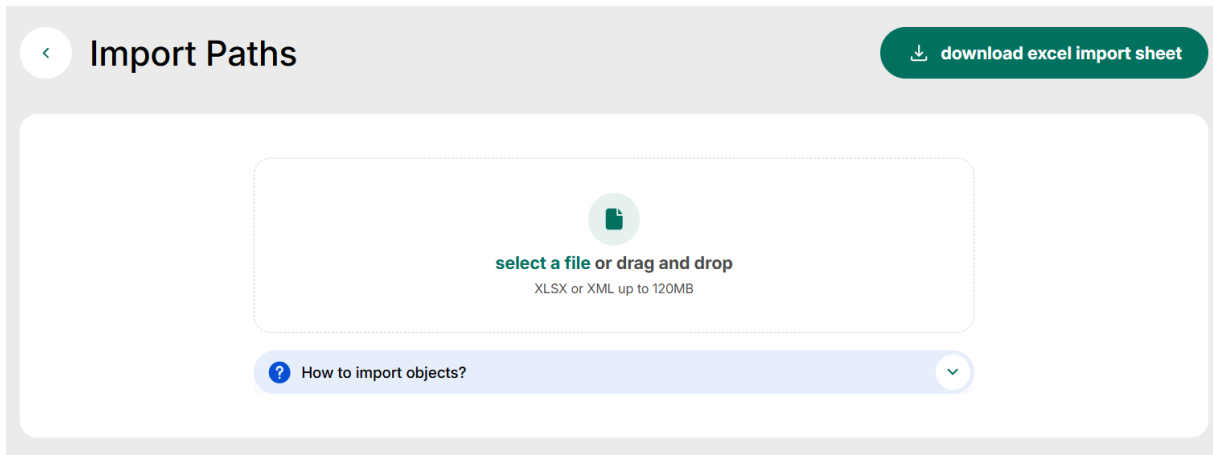 Import Paths
download excel import sheet
select a file or drag and drop
XLSX or XML up to 120MB
? How to import objects?